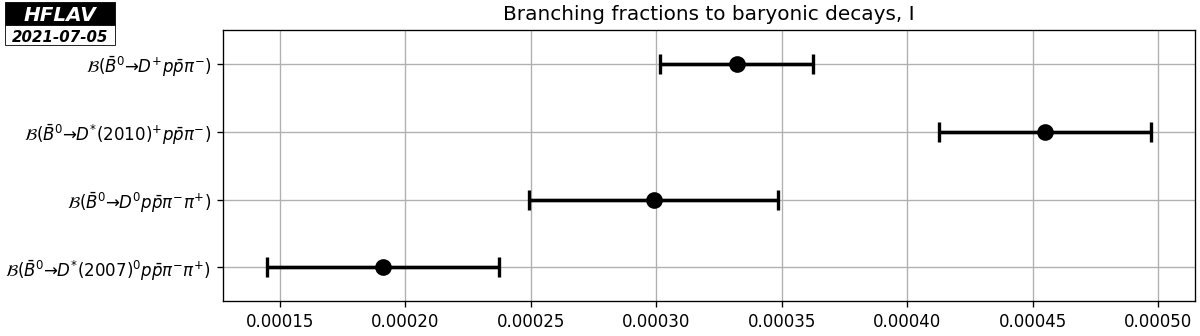 HFLAV
2021-07-05
Branching fractions to baryonic decays, I
ℬ(B̄⁰→D⁺pp̄π⁻)
ℬ(B̄⁰→D*(2010)⁺pp̄π⁻)
ℬ(B̄⁰→D⁰pp̄π⁻π⁺)
ℬ(B̄⁰→D*(2007)⁰pp̄π⁻π⁺)
0.00015 0.00020 0.00025 0.00030 0.00035 0.00040 0.00045 0.00050